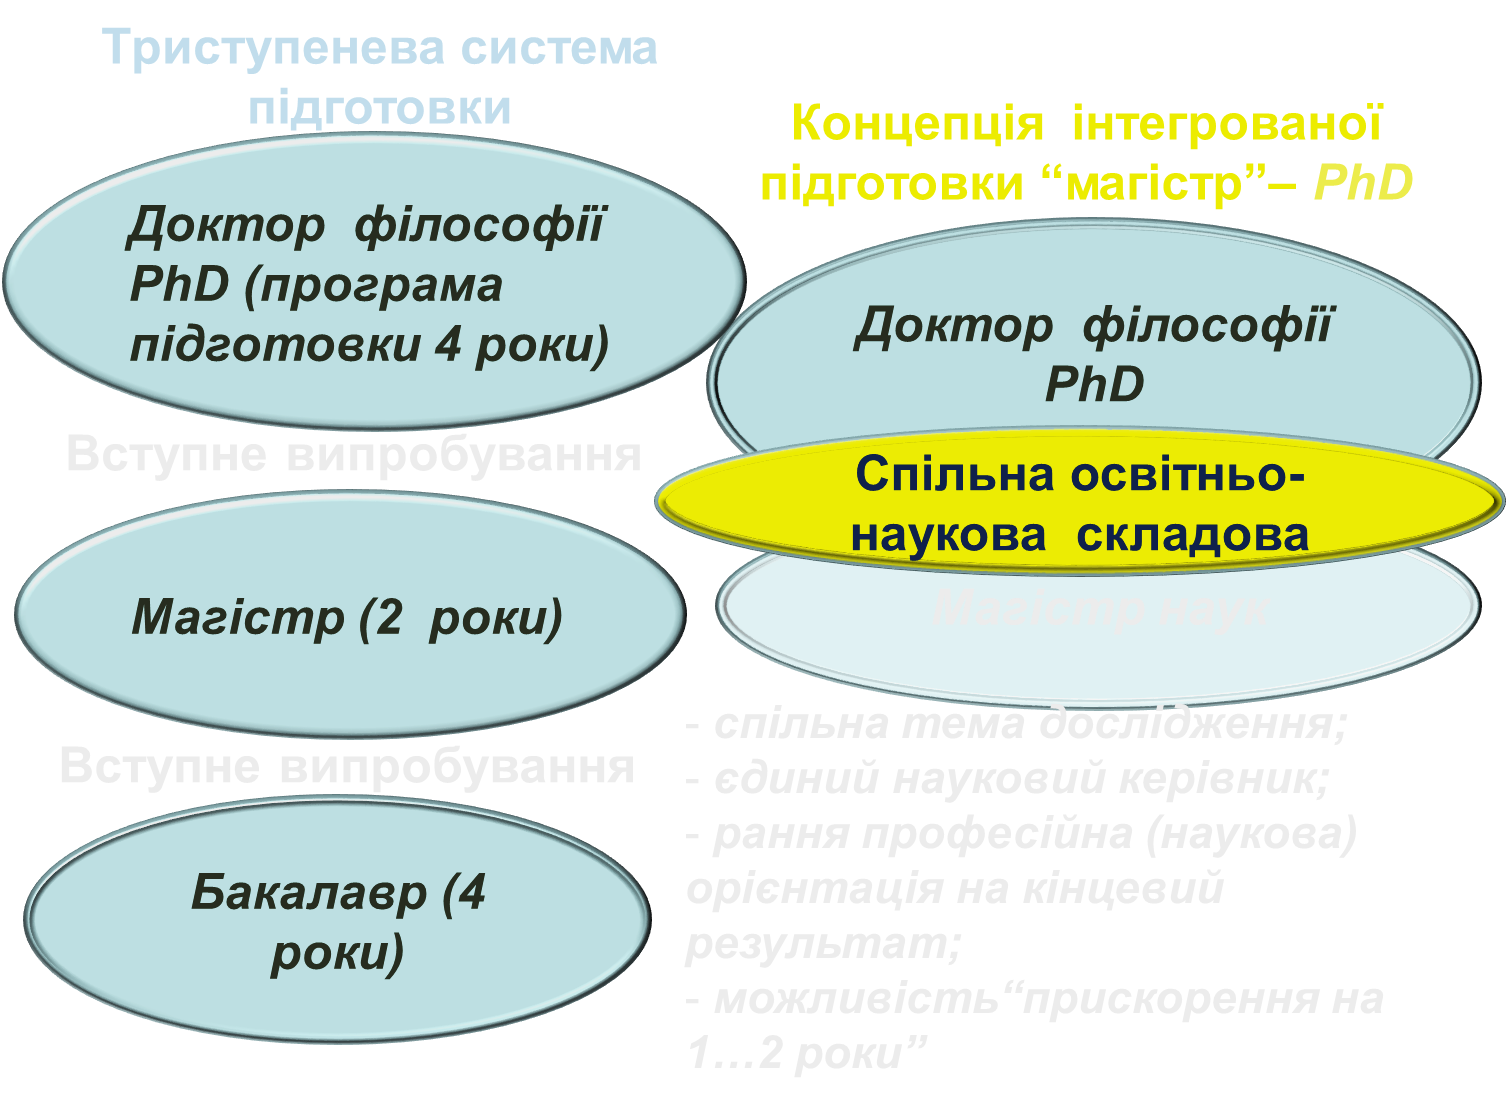 Триступенева система
підготовки
Доктор філософії
PhD (програма
підготовки 4 роки)
Вступне випробування
Магістр (2 роки)
Вступне випробування
Бакалавр (4
роки)
Концепція інтегрованої
підготовки “магістр”– PhD
Доктор філософії
PhD
Спільна освітньо-
наукова складова
Магістр наук
- спільна тема дослідження;
- єдиний науковий керівник;
- рання професійна (наукова)
орієнтація на кінцевий
результат;
- можливість“прискорення на
1…2 роки”